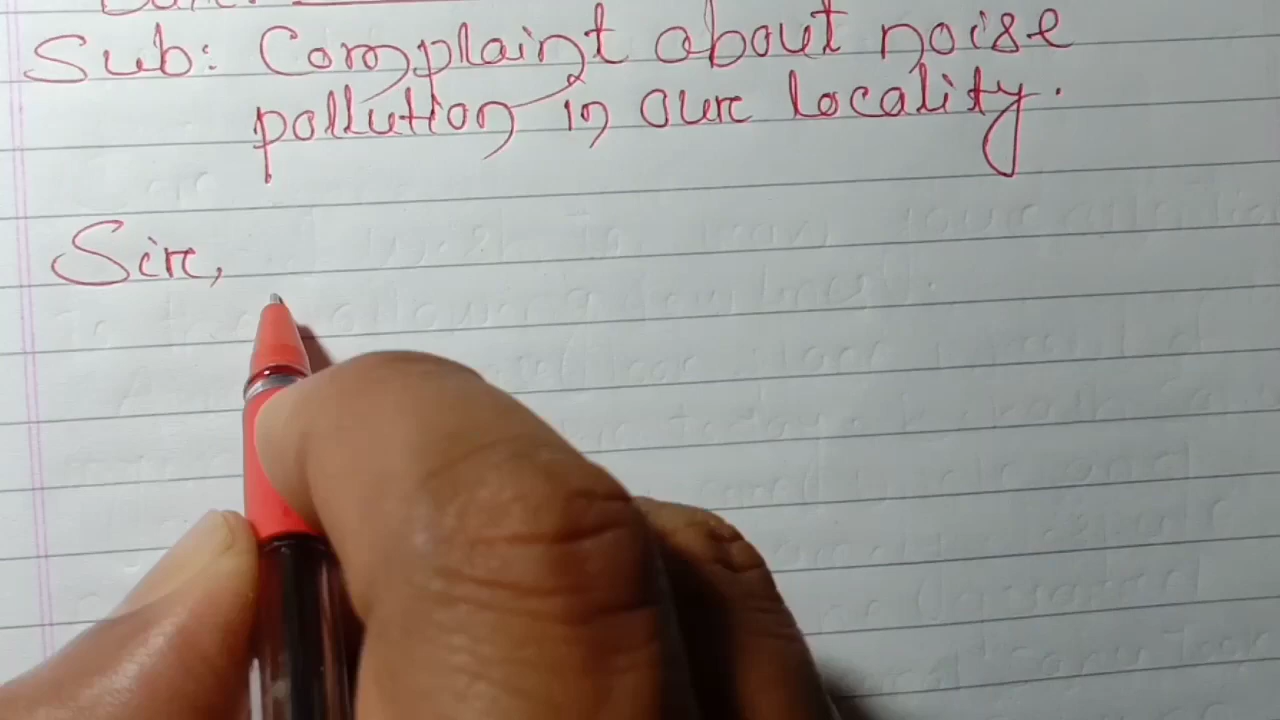 Sub: Complaint about noise
pollution in our locality.
Sir,